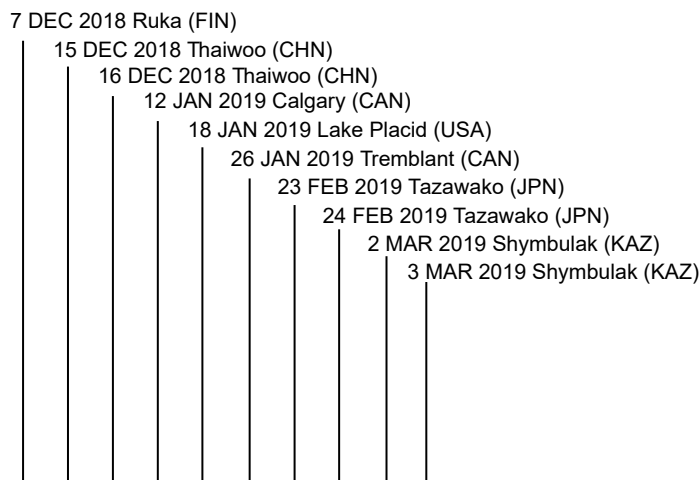 7 DEC 2018 Ruka (FIN)
15 DEC 2018 Thaiwoo (CHN)
16 DEC 2018 Thaiwoo (CHN)
12 JAN 2019 Calgary (CAN)
18 JAN 2019 Lake Placid (USA)
26 JAN 2019 Tremblant (CAN)
23 FEB 2019 Tazawako (JPN)
24 FEB 2019 Tazawako (JPN)
2 MAR 2019 Shymbulak (KAZ)
3 MAR 2019 Shymbulak (KAZ)